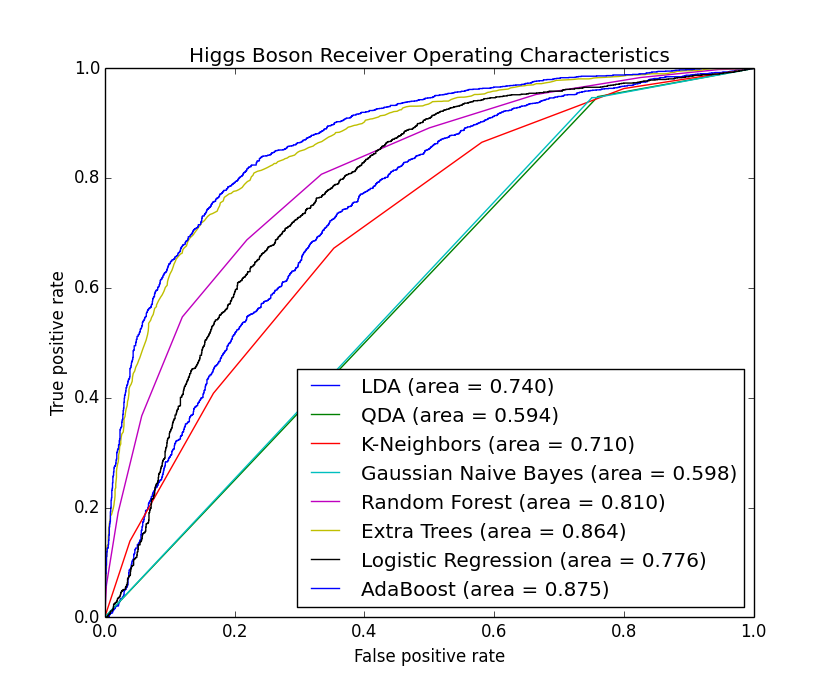 Higgs Boson Receiver Operating Characteristics
1.0
0.8
0.6
0.4
0.2
0.0
True positive rate
LDA (area = 0.740)
QDA (area = 0.594)
K-Neighbors (area = 0.710)
Gaussian Naive Bayes (area = 0.598)
Random Forest (area = 0.810)
Extra Trees (area = 0.864)
Logistic Regression (area = 0.776)
AdaBoost (area = 0.875)
0.0 0.2 0.4 0.6 0.8 1.0
False positive rate